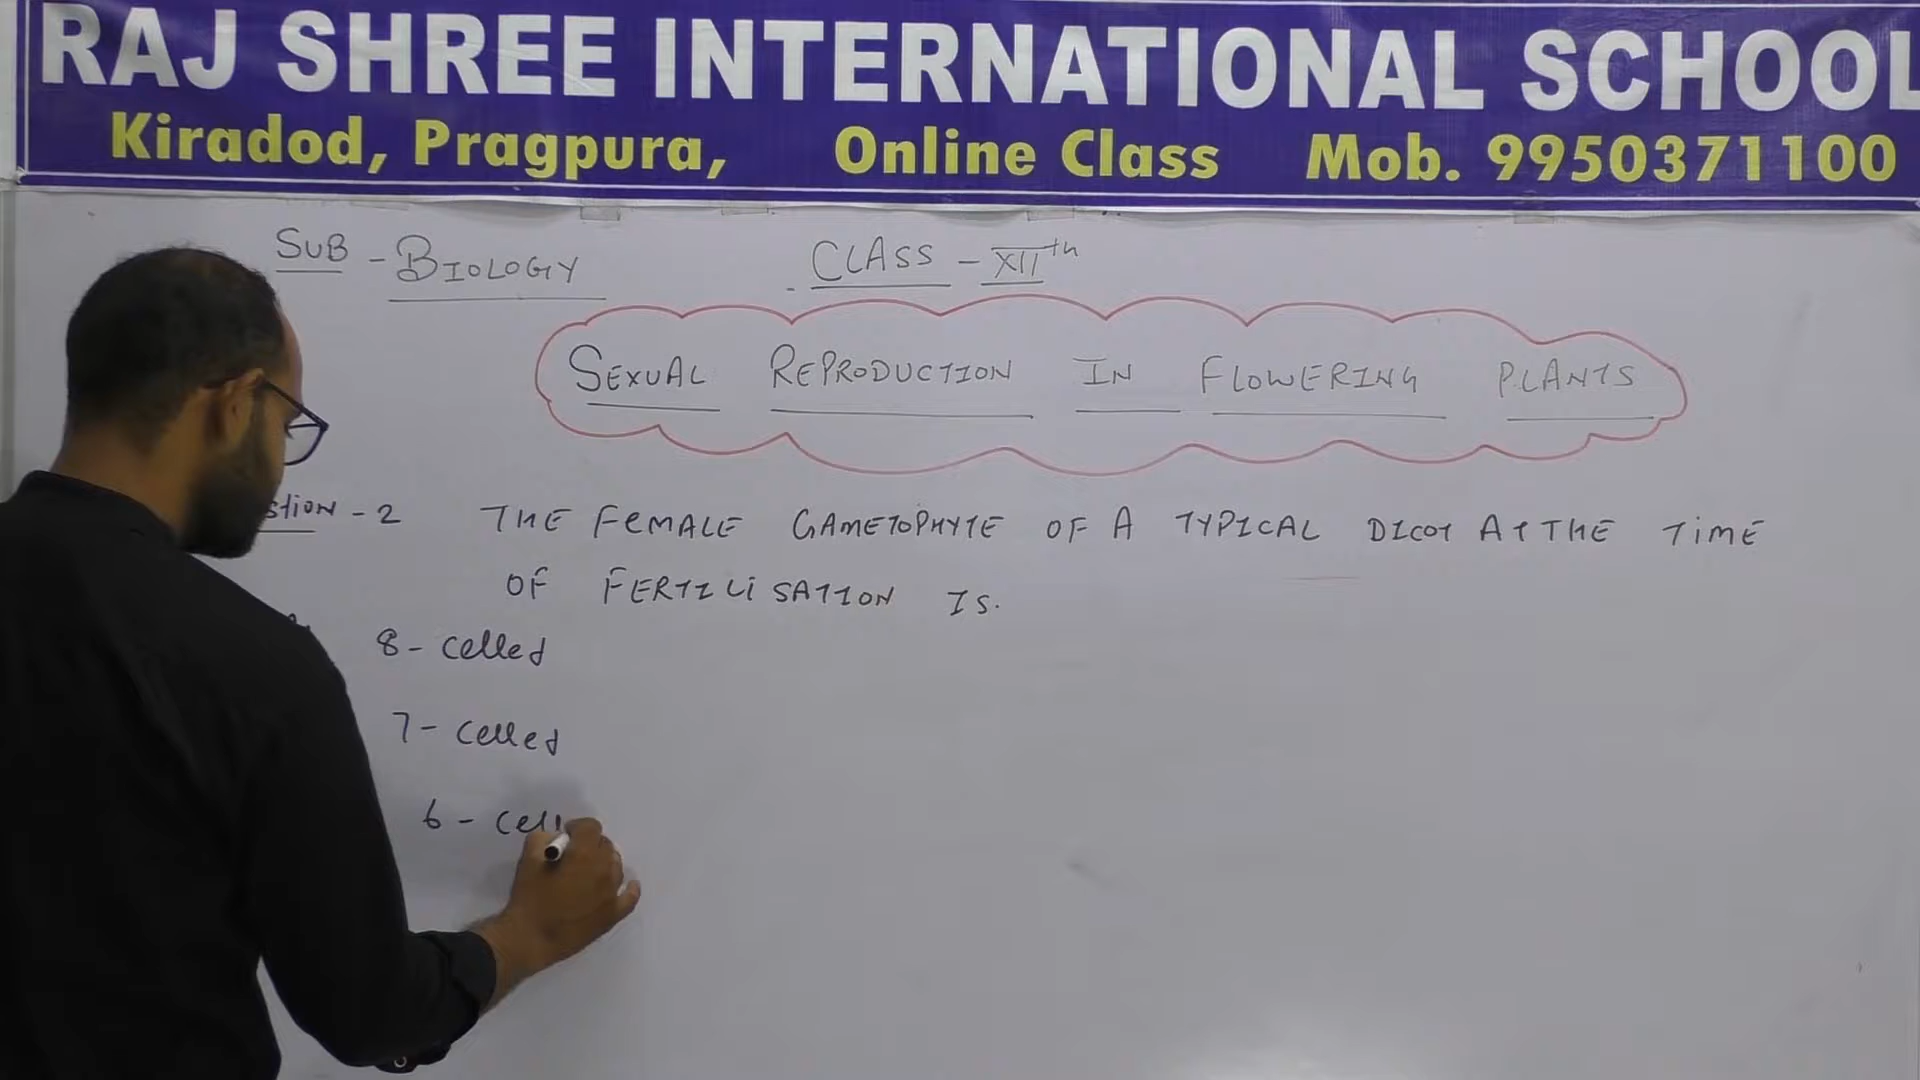 RAJ SHREE INTERNATIONAL SCHOOL
Kiradod, Pragpura, Online Class Mob. 9950371100
SUB - BIOLOGY CLASS - XIIth
SEXUAL REPRODUCTION IN FLOWERING PLANTS
stion - 2 THE FEMALE GAMETOPHYTE OF A TYPICAL DICOT AT THE TIME
OF FERTILISATION IS.
8 - celled
7 - celled
6 - cell